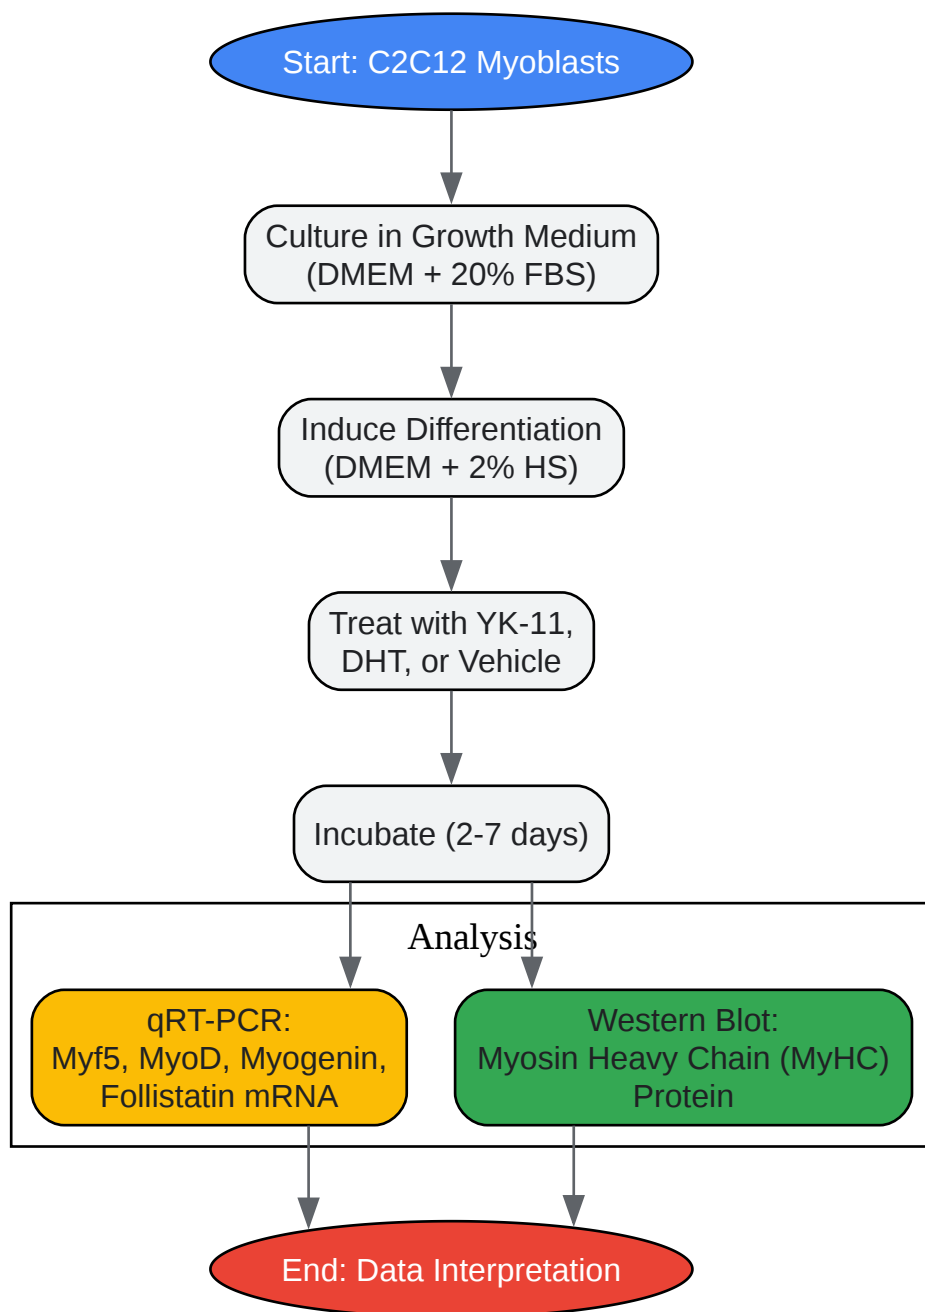 Start: C2C12 Myoblasts
Culture in Growth Medium
(DMEM + 20% FBS)
Induce Differentiation
(DMEM + 2% HS)
Treat with YK-11,
DHT, or Vehicle
Incubate (2-7 days)
Analysis
qRT-PCR:
Myf5, MyoD, Myogenin,
Follistatin mRNA
Western Blot:
Myosin Heavy Chain (MyHC)
Protein
End: Data Interpretation